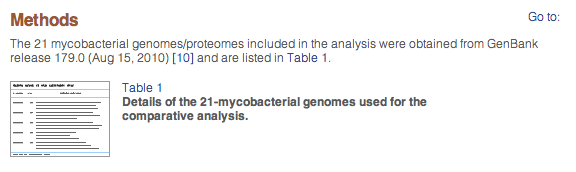 Methods
Go to:
The 21 mycobacterial genomes/proteomes included in the analysis were obtained from GenBank
release 179.0 (Aug 15, 2010) [10] and are listed in Table 1.
Table 1
Details of the 21-mycobacterial genomes used for the
comparative analysis.